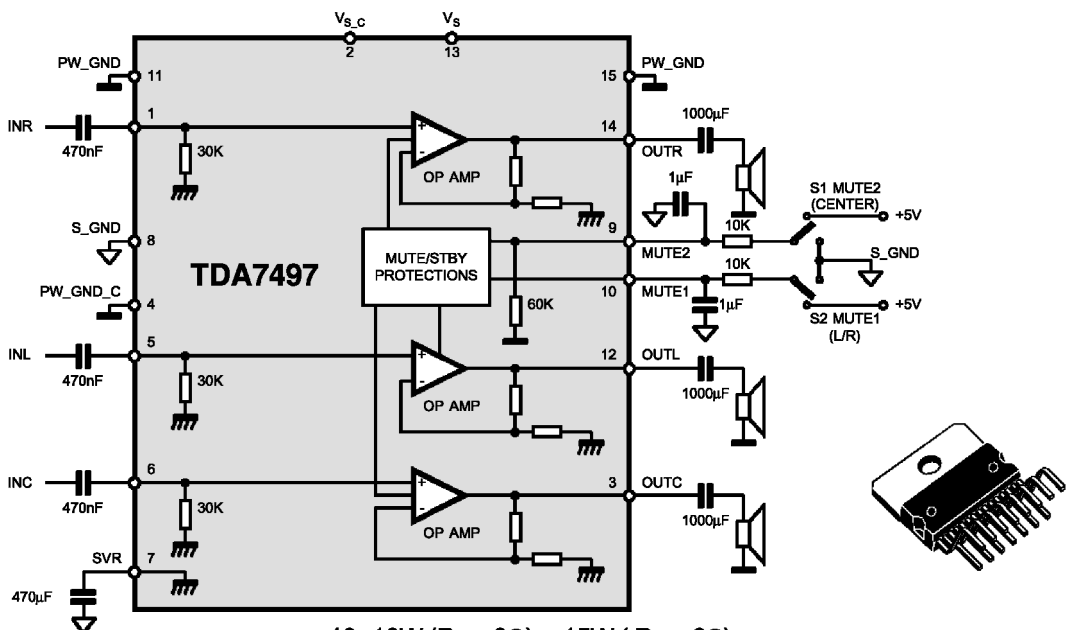 V_S_C V_S
2 13
PW_GND 11 15 PW_GND
INR 1 14 OUTR 1000µF
470nF 30K
+ - OP AMP
1µF
S1 MUTE2
(CENTER)
+5V
S_GND 8 9 MUTE2 10K
MUTE/STBY
PROTECTIONS
S_GND
TDA7497
10 MUTE1 10K
PW_GND_C
4
60K
1µF
+5V
S2 MUTE1
(L/R)
INL 5 12 OUTL
470nF 30K
+ - OP AMP
1000µF
INC 6 3 OUTC
470nF 30K
+ - OP AMP
1000µF
SVR 7
470µF